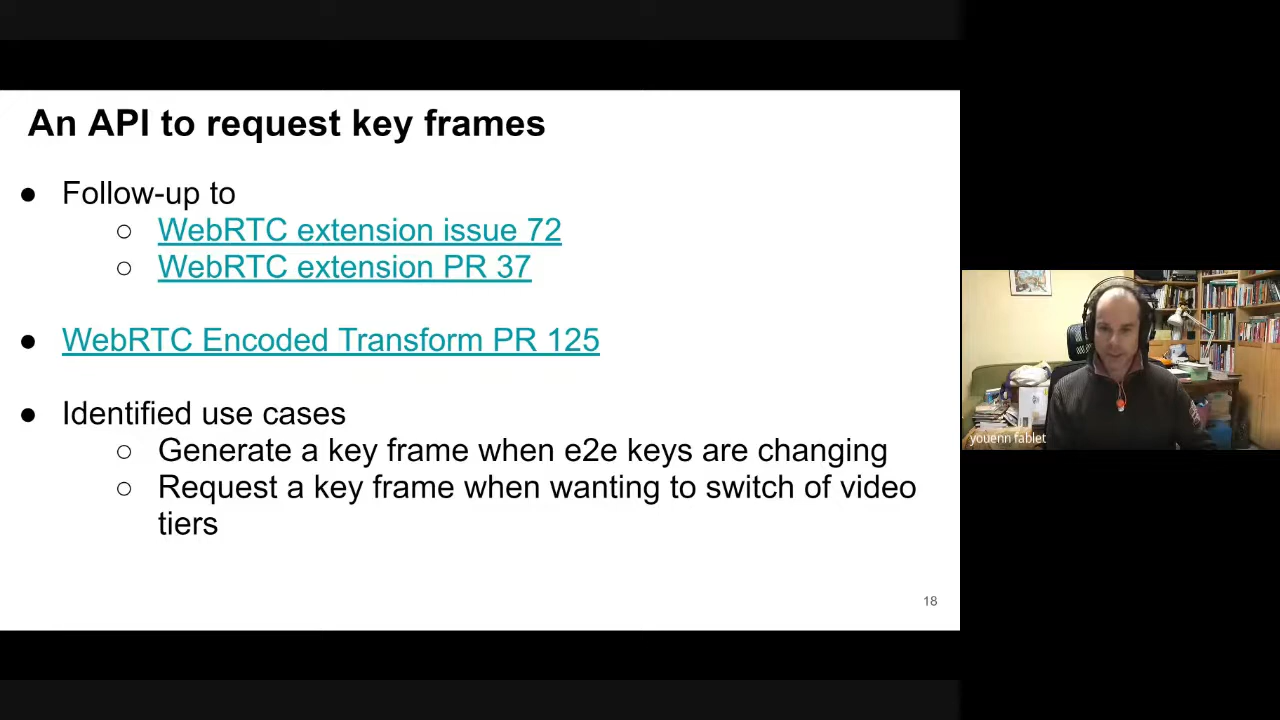 An API to request key frames
● Follow-up to
○ WebRTC extension issue 72
○ WebRTC extension PR 37
● WebRTC Encoded Transform PR 125
● Identified use cases
○ Generate a key frame when e2e keys are changing
○ Request a key frame when wanting to switch of video
tiers
18
youenn fablet